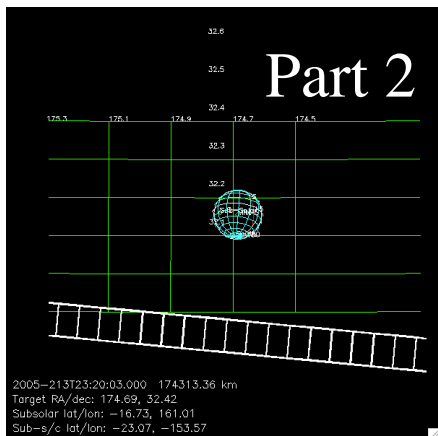 32.6
Part 2
32.5
32.4
175.3 175.1 174.9 174.7 174.5
32.3
32.2
2005-213T23:20:03.000 174313.36 km
Target RA/dec: 174.69, 32.42
Subsolar lat/lon: -16.73, 161.01
Sub-s/c lat/lon: -23.07, -153.57